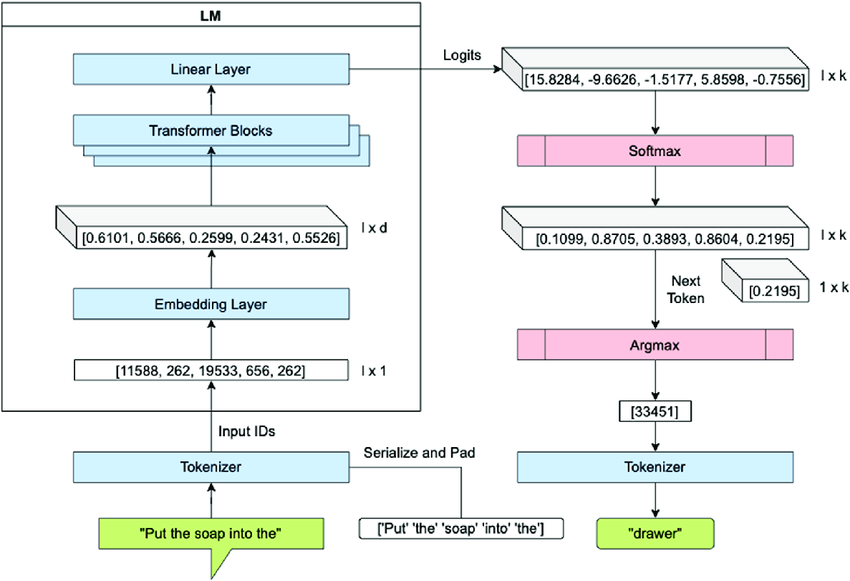 LM
Linear Layer
Logits
[15.8284, -9.6626, -1.5177, 5.8598, -0.7556]
l x k
Transformer Blocks
Softmax
[0.6101, 0.5666, 0.2599, 0.2431, 0.5526]
l x d
[0.1099, 0.8705, 0.3893, 0.8604, 0.2195]
l x k
Next
Token
[0.2195]
1 x k
Embedding Layer
Argmax
[11588, 262, 19533, 656, 262]
l x 1
[33451]
Input IDs
Tokenizer
Serialize and Pad
Tokenizer
"Put the soap into the"
['Put' 'the' 'soap' 'into' 'the']
"drawer"